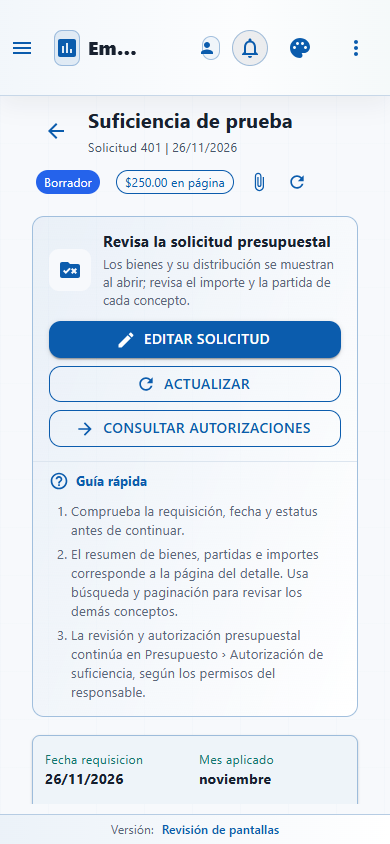 Em...
Suficiencia de prueba
Solicitud 401 | 26/11/2026
Borrador
$250.00 en página
Revisa la solicitud presupuestal
Los bienes y su distribución se muestran
al abrir; revisa el importe y la partida de
cada concepto.
EDITAR SOLICITUD
ACTUALIZAR
CONSULTAR AUTORIZACIONES
Guía rápida
1. Comprueba la requisición, fecha y estatus
antes de continuar.
2. El resumen de bienes, partidas e importes
corresponde a la página del detalle. Usa
búsqueda y paginación para revisar los
demás conceptos.
3. La revisión y autorización presupuestal
continúa en Presupuesto › Autorización de
suficiencia, según los permisos del
responsable.
Fecha requisicion
Mes aplicado
26/11/2026
noviembre
Versión: Revisión de pantallas